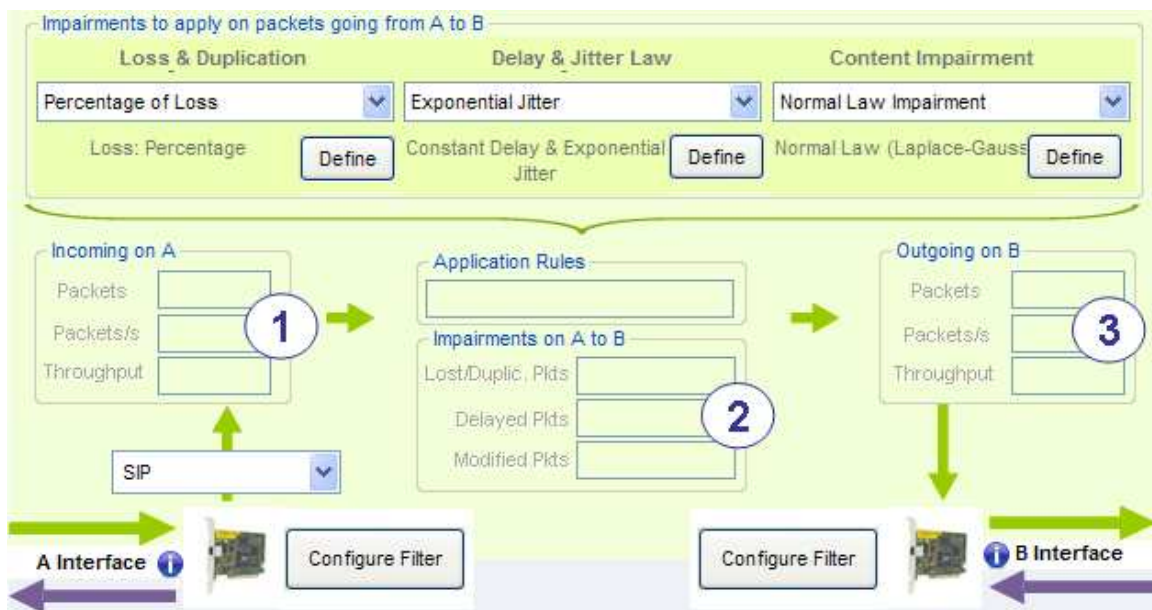 Impairments to apply on packets going from A to B
Loss & Duplication
Delay & Jitter Law
Content Impairment
Percentage of Loss
Exponential Jitter
Normal Law Impairment
Loss: Percentage
Define
Constant Delay & Exponential
Jitter
Define
Normal Law (Laplace-Gauss
Define
Incoming on A
Packets
Packets/s
Throughput
1
Application Rules
Impairments on A to B
Lost/Duplic. Pkts
Delayed Pkts
Modified Pkts
2
Outgoing on B
Packets
Packets/s
Throughput
3
SIP
A Interface
Configure Filter
Configure Filter
B Interface